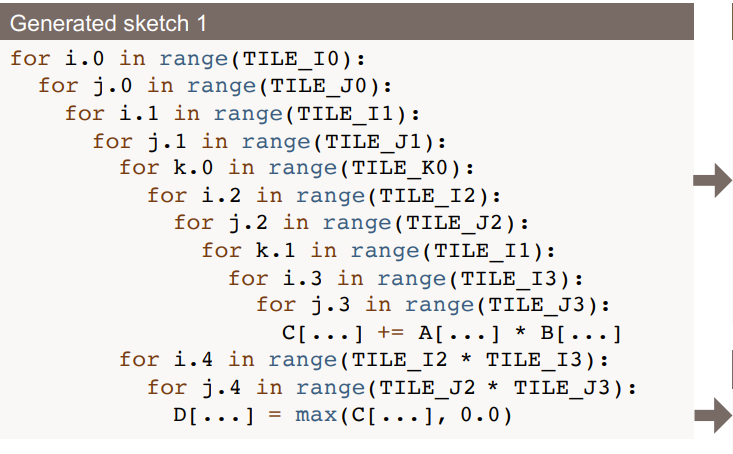 Generated sketch 1
for i.0 in range(TILE_I0):
for j.0 in range(TILE_J0):
for i.1 in range(TILE_I1):
for j.1 in range(TILE_J1):
for k.0 in range(TILE_K0):
for i.2 in range(TILE_I2):
for j.2 in range(TILE_J2):
for k.1 in range(TILE_I1):
for i.3 in range(TILE_I3):
for j.3 in range(TILE_J3):
C[...] += A[...] * B[...]
for i.4 in range(TILE_I2 * TILE_I3):
for j.4 in range(TILE_J2 * TILE_J3):
D[...] = max(C[...], 0.0)